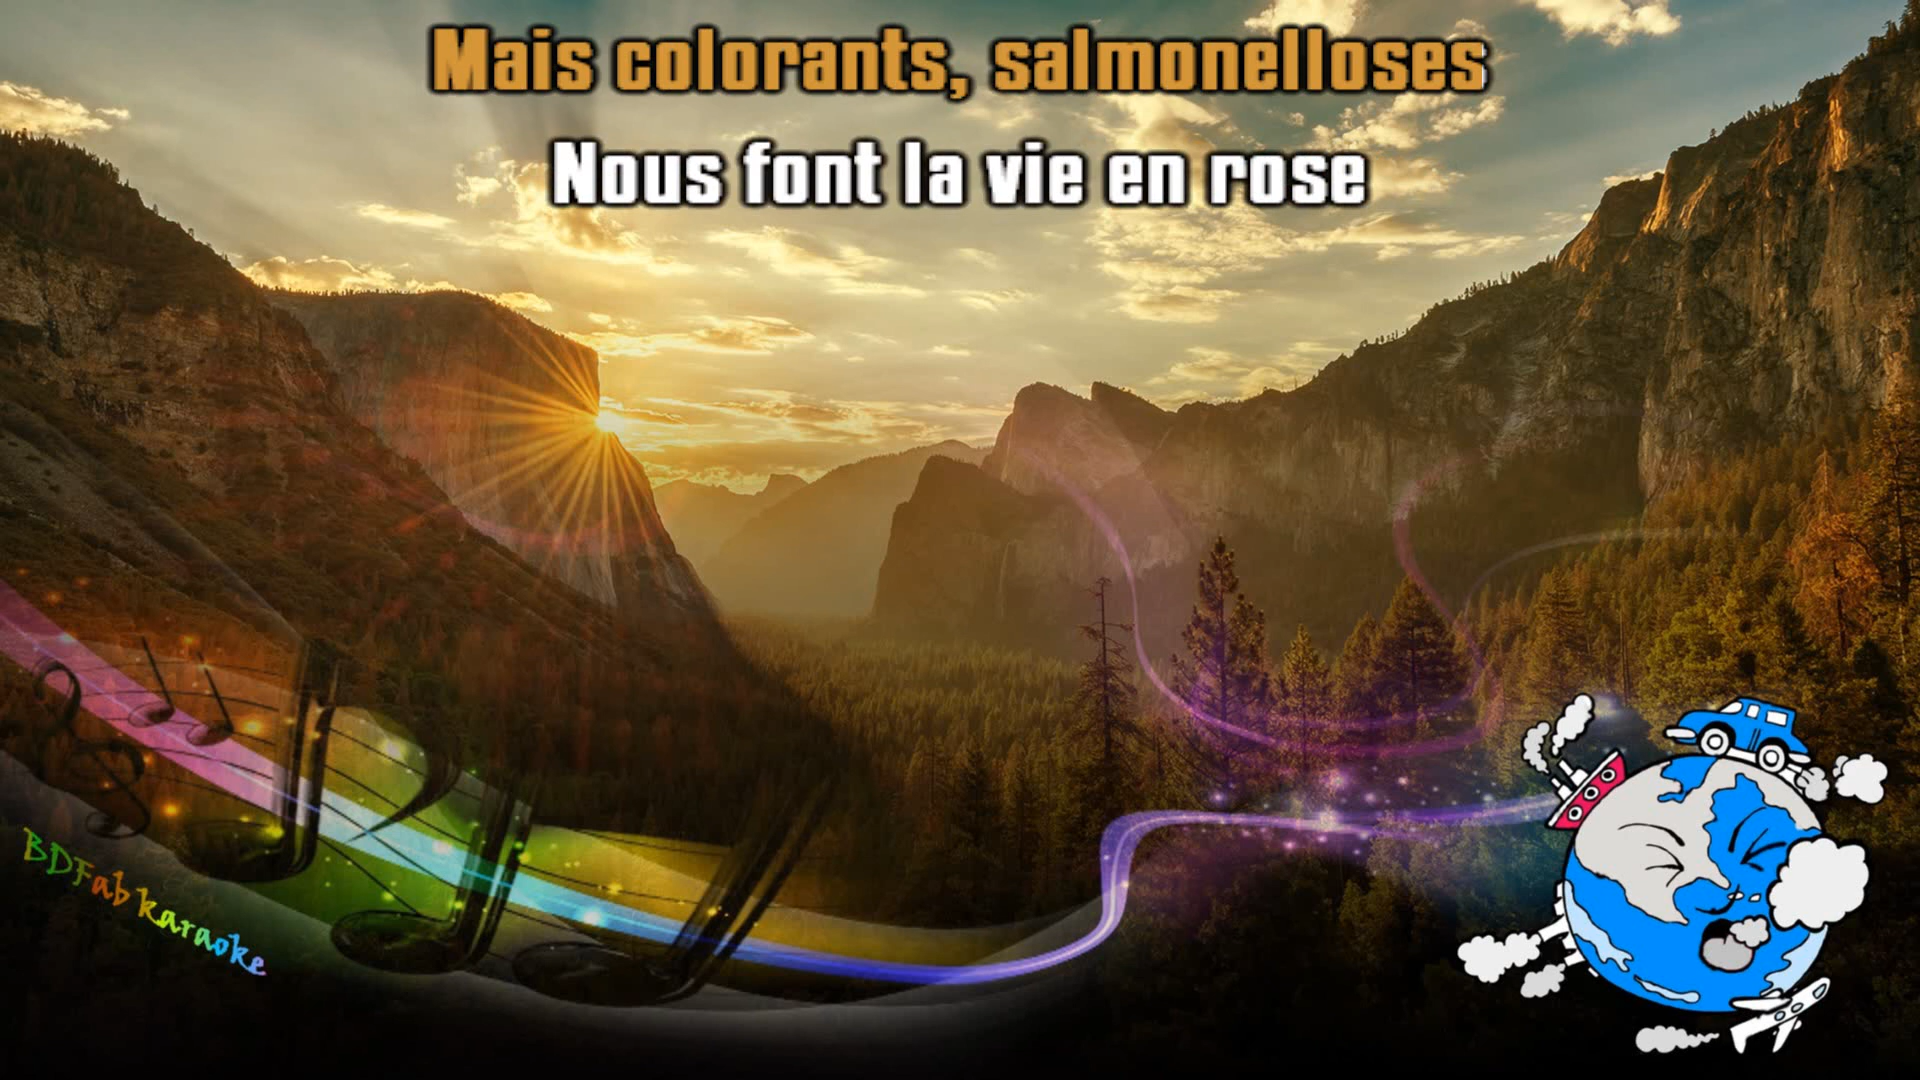 Mais colorants, salmonelloses
Nous font la vie en rose
BDFab karaoke